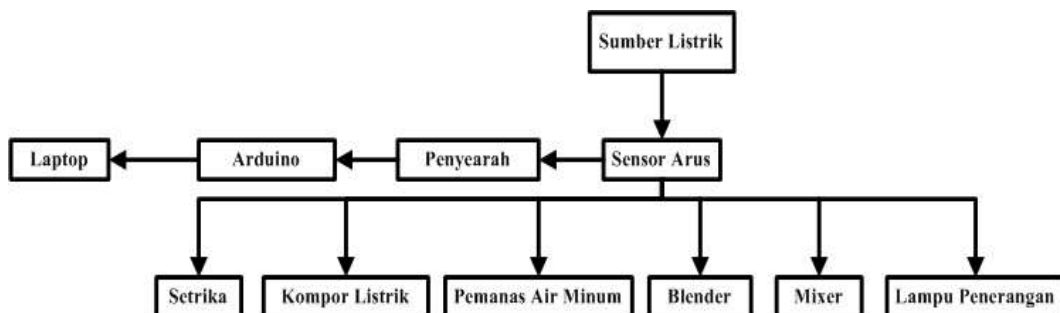 Sumber Listrik
Laptop
Arduino
Penyearah
Sensor Arus
Setrika
Kompor Listrik
Pemanas Air Minum
Blender
Mixer
Lampu Penerangan